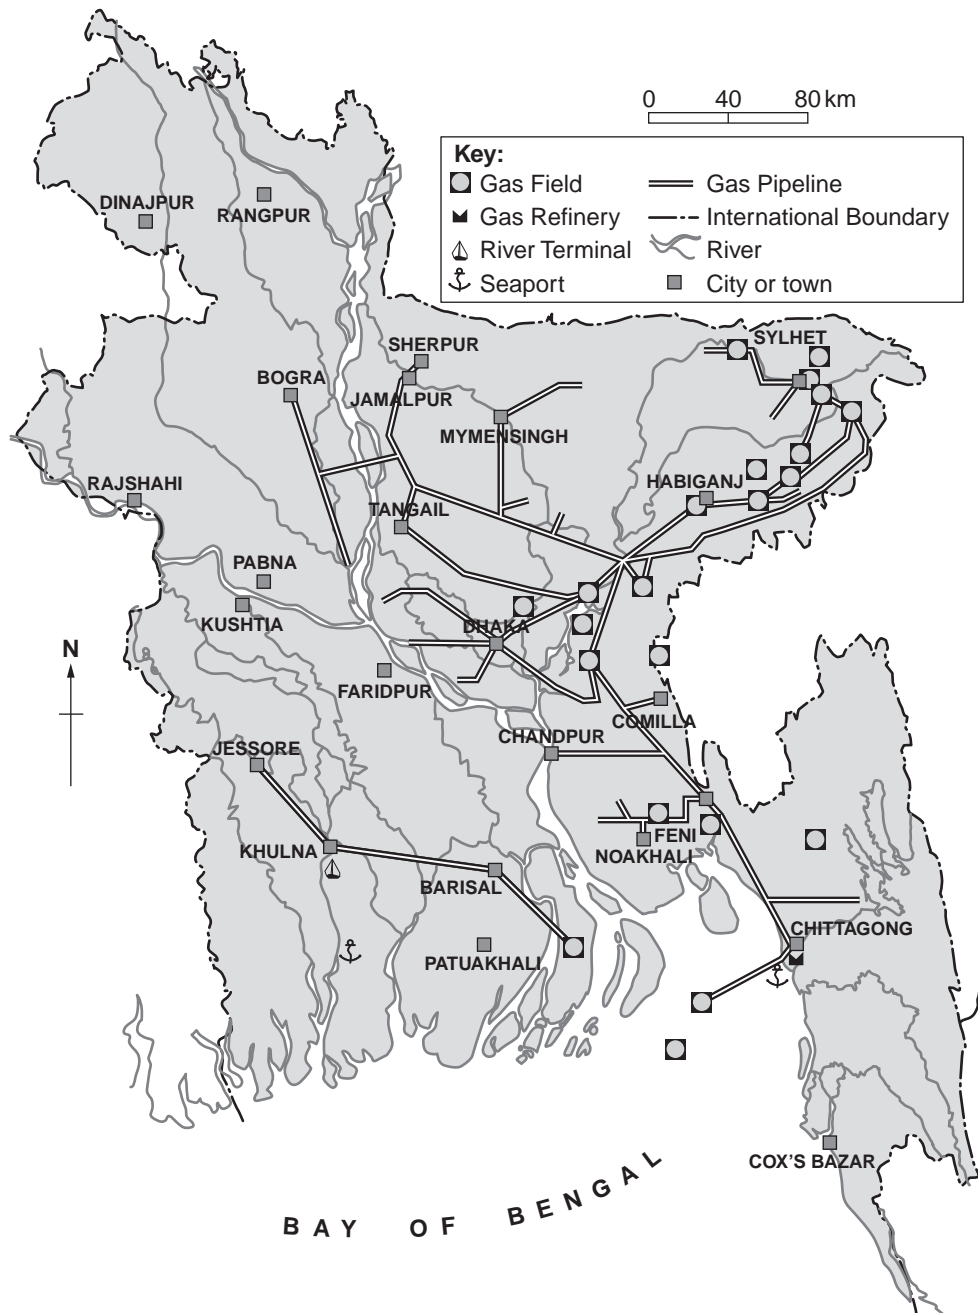 0 40 80 km
Key:
Gas Field
Gas Pipeline
Gas Refinery
International Boundary
River Terminal
River
Seaport
City or town
DINAJPUR
RANGPUR
SYLHET
SHERPUR
BOGRA
JAMALPUR
MYMENSINGH
RAJSHAHI
HABIGANJ
TANGAIL
PABNA
KUSHTIA
DHAKA
N
FARIDPUR
COMILLA
CHANDPUR
JESSORE
FENI
KHULNA
NOAKHALI
BARISAL
CHITTAGONG
PATUAKHALI
COX'S BAZAR
BAY OF BENGAL